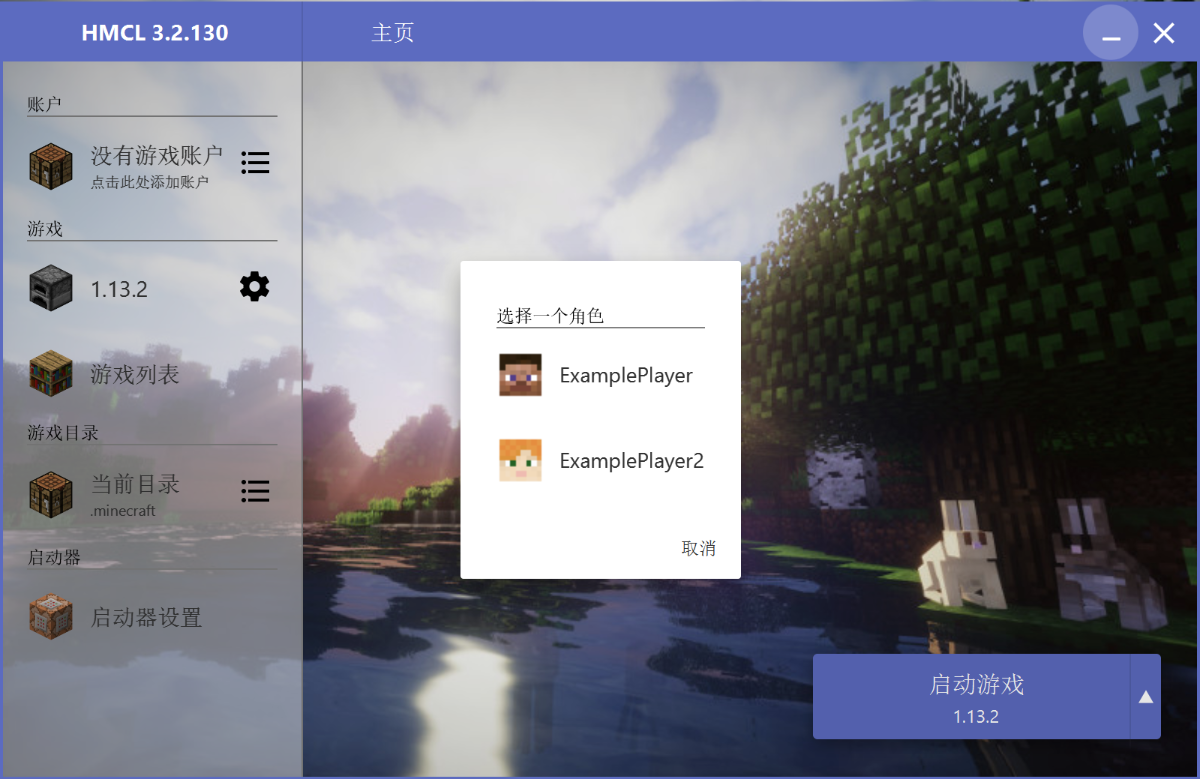 HMCL 3.2.130
主页
账户
没有游戏账户
点击此处添加账户
游戏
1.13.2
游戏列表
游戏目录
当前目录
.minecraft
启动器
启动器设置
选择一个角色
ExamplePlayer
ExamplePlayer2
取消
启动游戏
1.13.2